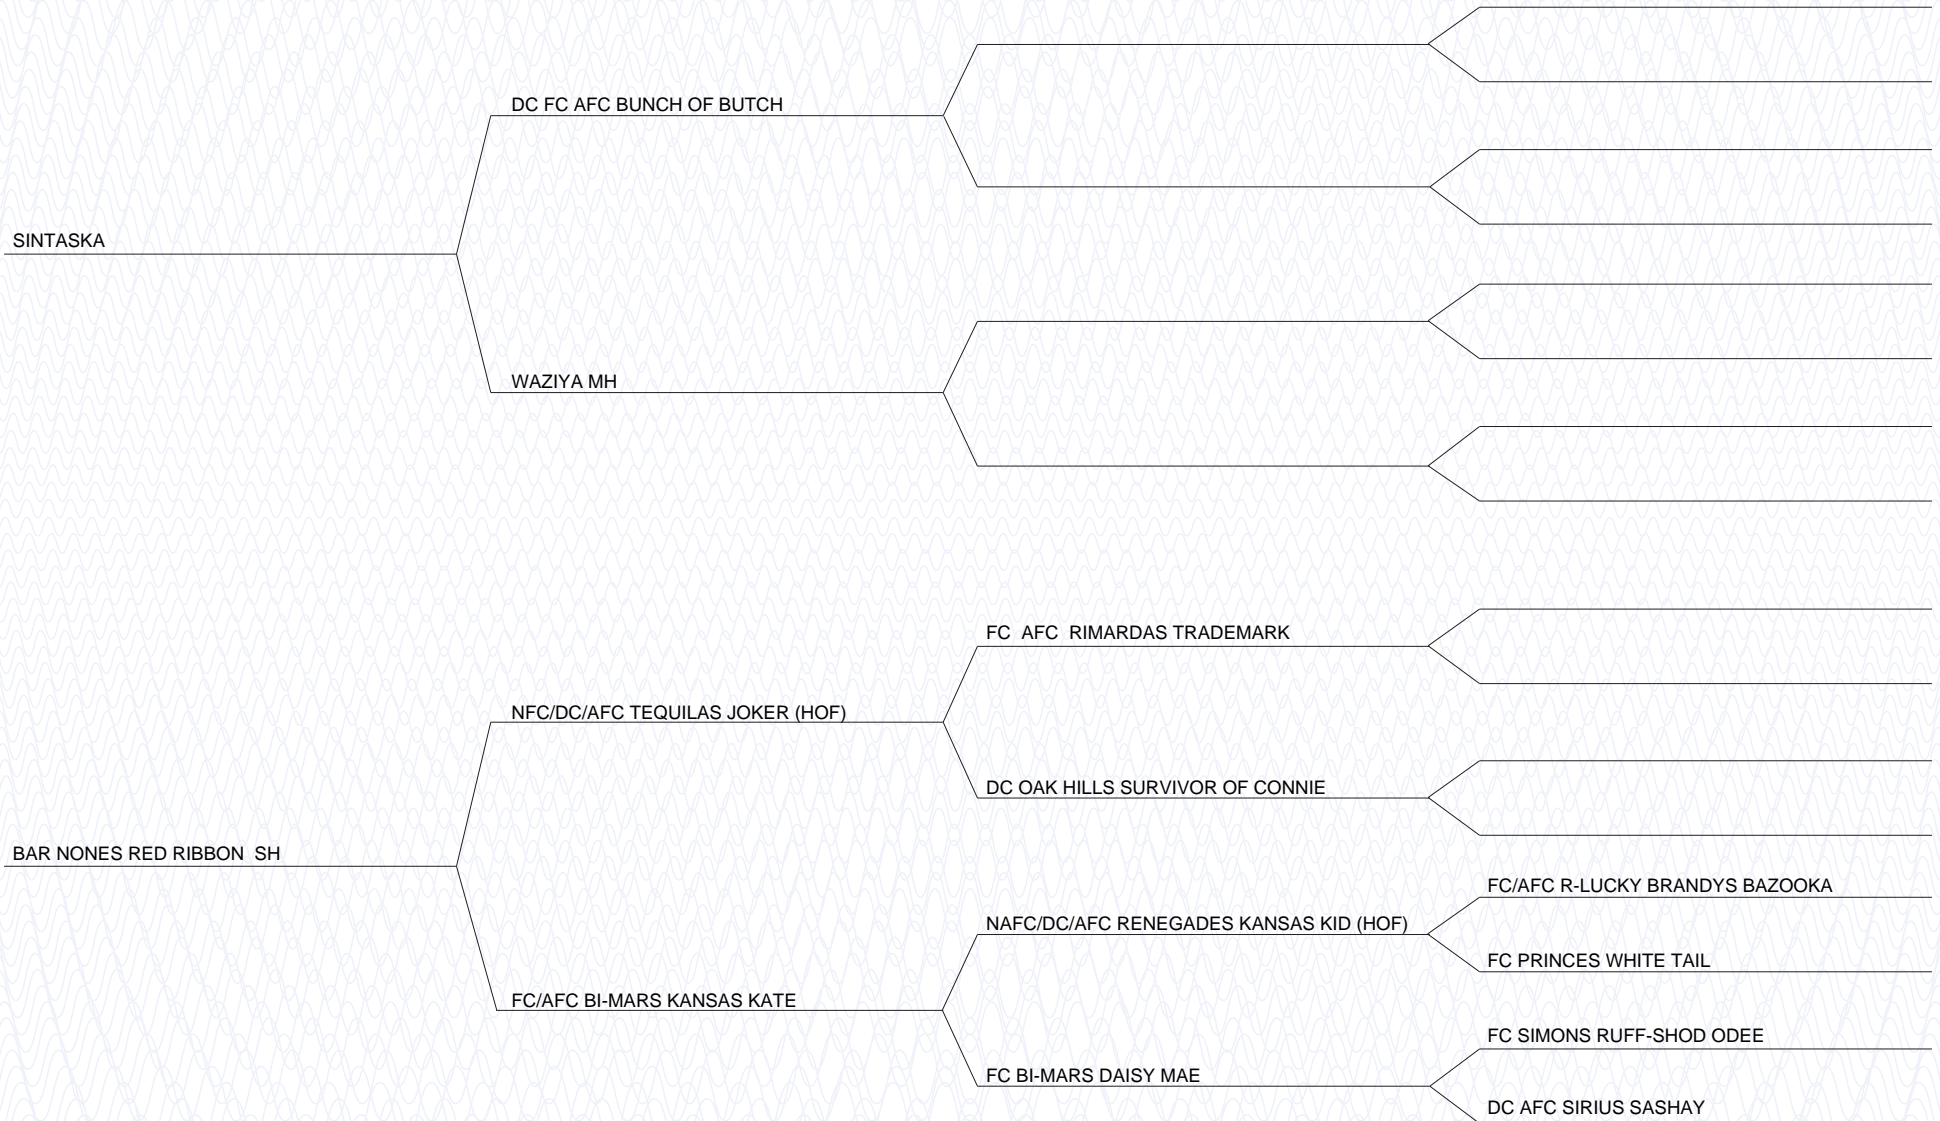 DC FC AFC BUNCH OF BUTCH
SINTASKA
WAZIYA MH
FC  AFC  RIMARDAS TRADEMARK
NFC/DC/AFC TEQUILAS JOKER (HOF)
DC OAK HILLS SURVIVOR OF CONNIE
BAR NONES RED RIBBON  SH
FC/AFC R-LUCKY BRANDYS BAZOOKA
NAFC/DC/AFC RENEGADES KANSAS KID (HOF)
FC PRINCES WHITE TAIL
FC/AFC BI-MARS KANSAS KATE
FC SIMONS RUFF-SHOD ODEE
FC BI-MARS DAISY MAE
DC AFC SIRIUS SASHAY